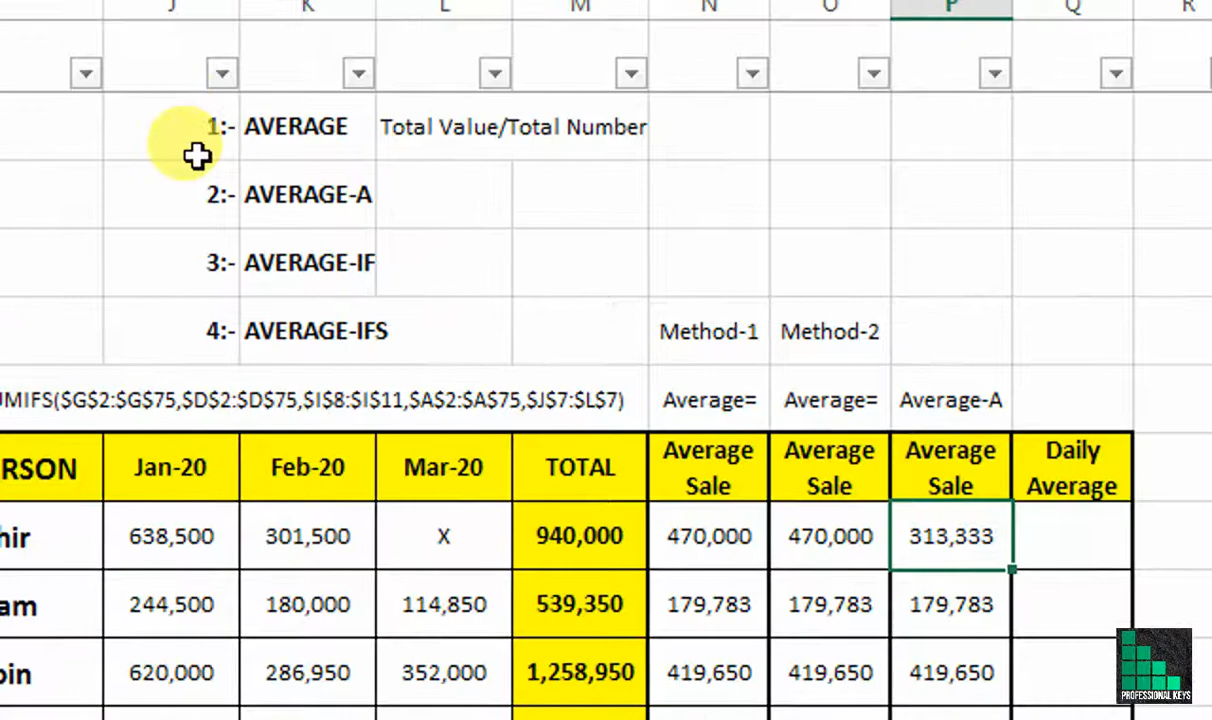 J K L M N O P Q R
1:- AVERAGE Total Value/Total Number
2:- AVERAGE-A
3:- AVERAGE-IF
4:- AVERAGE-IFS Method-1 Method-2
UMIFS($G$2:$G$75,$D$2:$D$75,$I$8:$I$11,$A$2:$A$75,$J$7:$L$7) Average= Average= Average-A
ERSON Jan-20 Feb-20 Mar-20 TOTAL Average Sale Average Sale Average Sale Daily Average
hir 638,500 301,500 X 940,000 470,000 470,000 313,333
am 244,500 180,000 114,850 539,350 179,783 179,783 179,783
bin 620,000 286,950 352,000 1,258,950 419,650 419,650 419,650
PROFESSIONAL KEYS